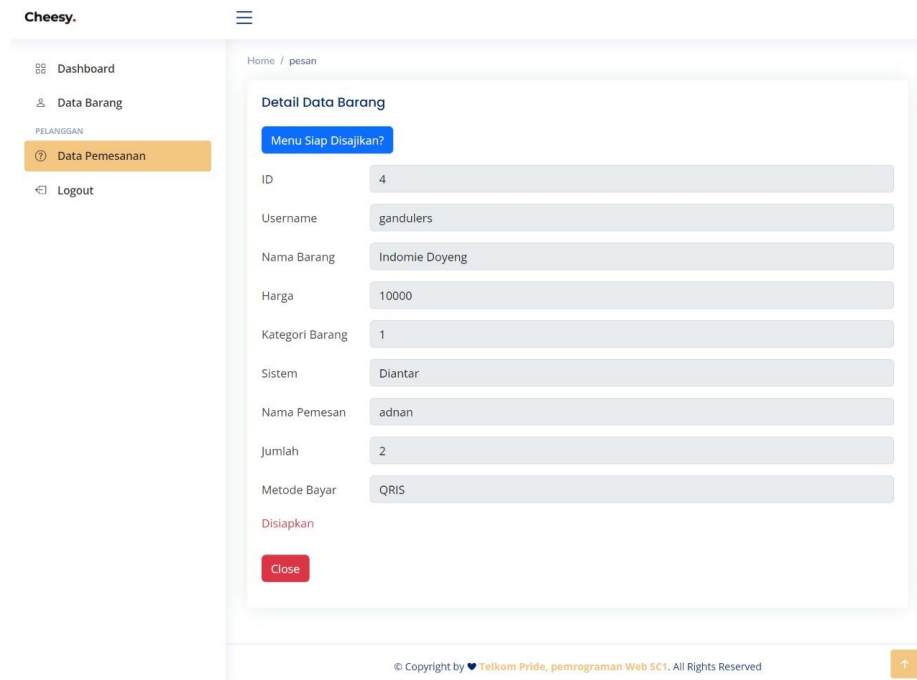 Cheesy.
Dashboard
Data Barang
PELANGGAN
Data Pemesanan
Logout
Home / pesan
Detail Data Barang
Menu Siap Disajikan?
ID 4
Username gandulers
Nama Barang Indomie Doyeng
Harga 10000
Kategori Barang 1
Sistem Diantar
Nama Pemesan adnan
Jumlah 2
Metode Bayar QRIS
Disiapkan
Close
© Copyright by ♥ Telkom Pride, pemrograman Web SC1. All Rights Reserved